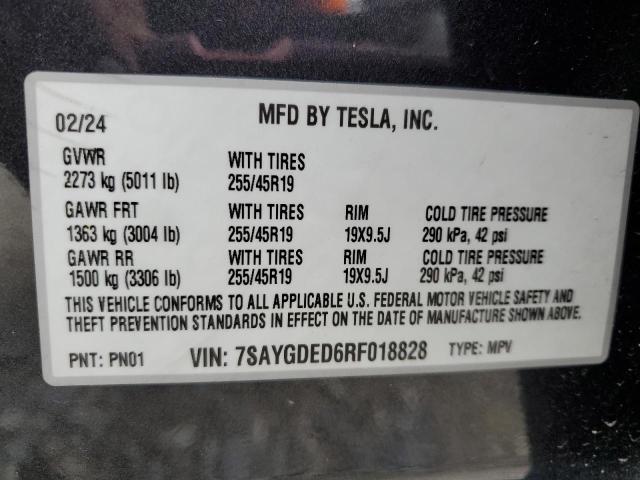 02/24 MFD BY TESLA, INC.
GVWR WITH TIRES
2273 kg (5011 lb) 255/45R19
GAWR FRT WITH TIRES RIM COLD TIRE PRESSURE
1363 kg (3004 lb) 255/45R19 19X9.5J 290 kPa, 42 psi
GAWR RR WITH TIRES RIM COLD TIRE PRESSURE
1500 kg (3306 lb) 255/45R19 19X9.5J 290 kPa, 42 psi
THIS VEHICLE CONFORMS TO ALL APPLICABLE U.S. FEDERAL MOTOR VEHICLE SAFETY AND
THEFT PREVENTION STANDARDS IN EFFECT ON THE DATE OF MANUFACTURE SHOWN ABOVE.
PNT: PN01 VIN: 7SAYGDED6RF018828 TYPE: MPV